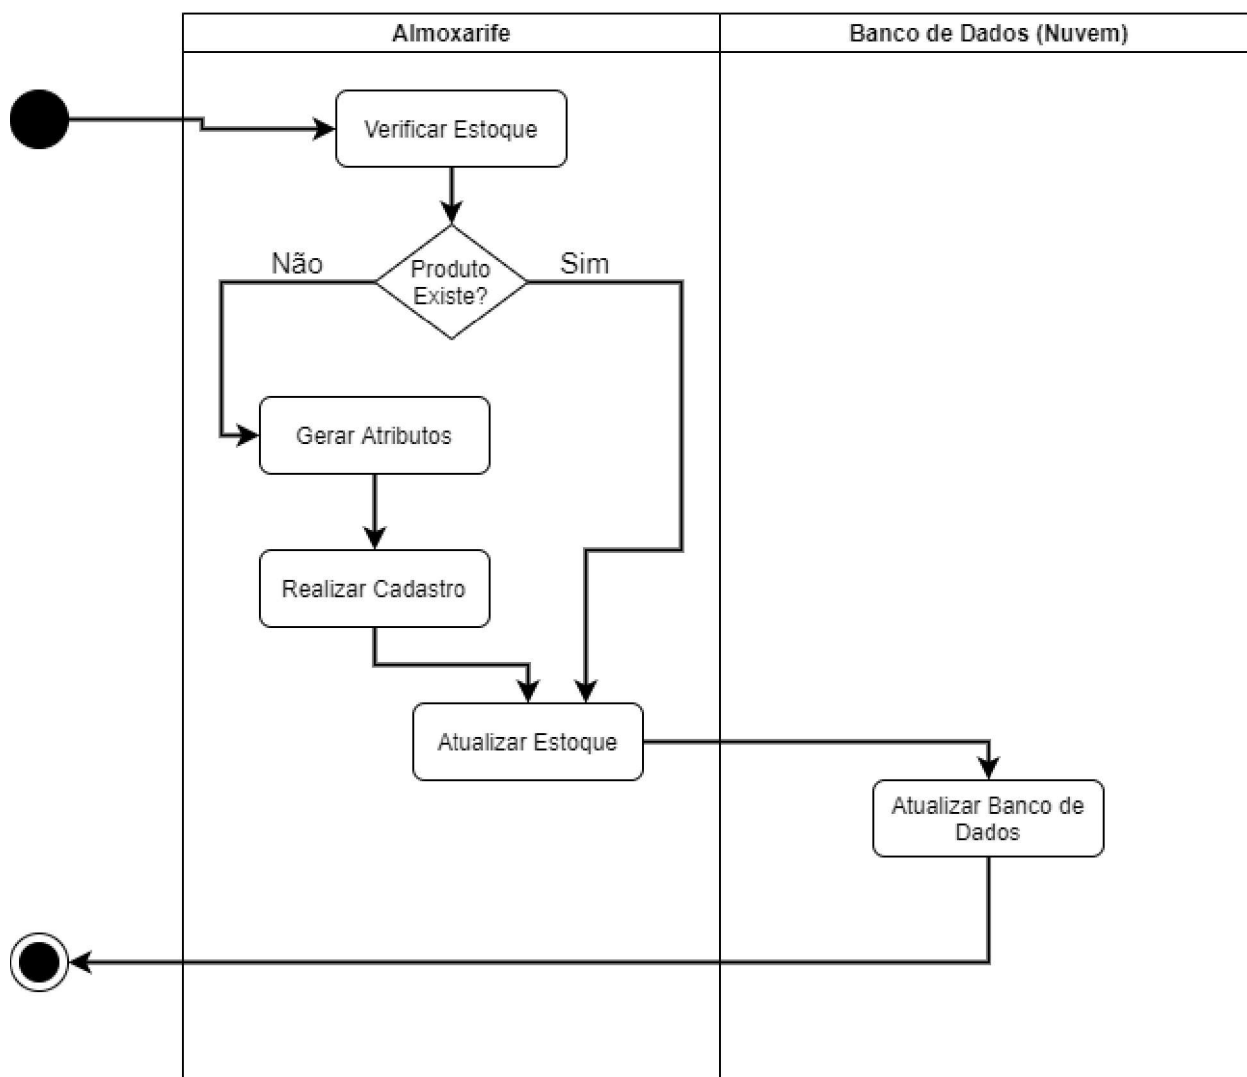 Almoxarife
Banco de Dados (Nuvem)
Verificar Estoque
Não
Produto
Existe?
Sim
Gerar Atributos
Realizar Cadastro
Atualizar Estoque
Atualizar Banco de
Dados